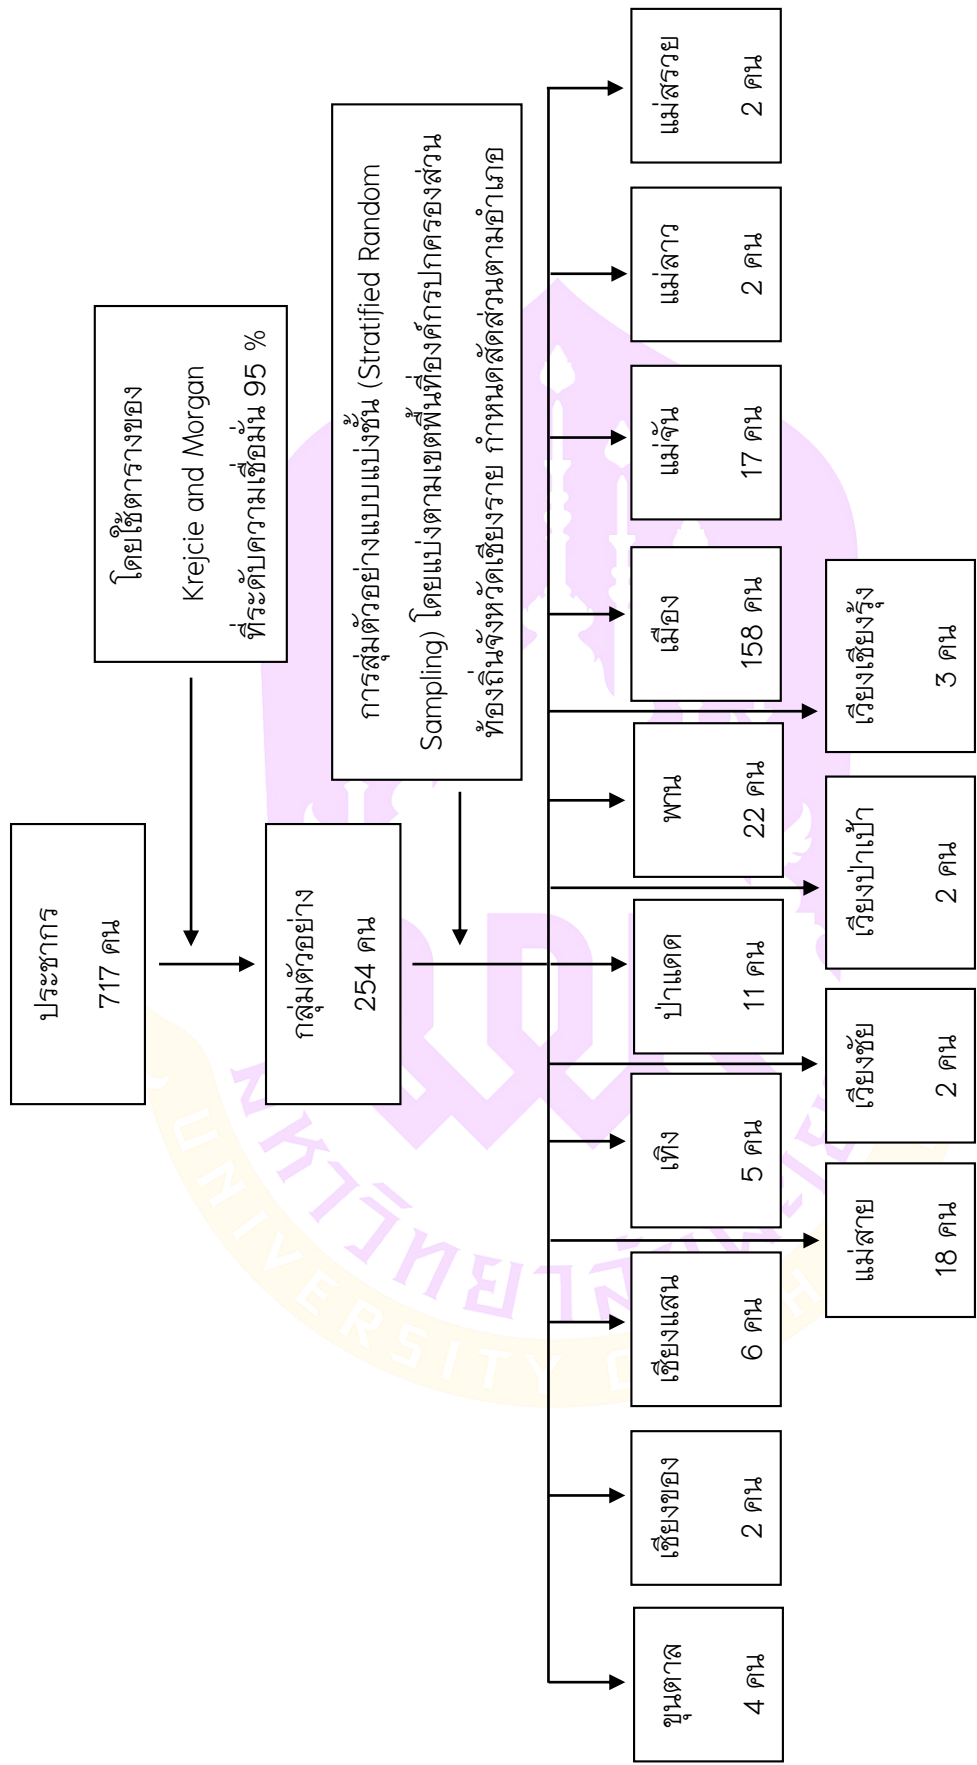 ประชากร
717 คน
โดยใช้ตารางของ
Krejcie and Morgan
ที่ระดับความเชื่อมั่น 95 %
กลุ่มตัวอย่าง
254 คน
การสุ่มตัวอย่างแบบแบ่งชั้น (Stratified Random
Sampling) โดยแบ่งตามเขตพื้นที่องค์กรปกครองส่วน
ท้องถิ่นจังหวัดเชียงราย กำหนดสัดส่วนตามอำเภอ
ขุนตาล
4 คน
เชียงของ
2 คน
เชียงแสน
6 คน
เทิง
5 คน
ป่าแดด
11 คน
พาน
22 คน
เมือง
158 คน
แม่จัน
17 คน
แม่ลาว
2 คน
แม่สรวย
2 คน
แม่สาย
18 คน
เวียงชัย
2 คน
เวียงป่าเป้า
2 คน
เวียงเชียงรุ้ง
3 คน
UNIVERSITY O